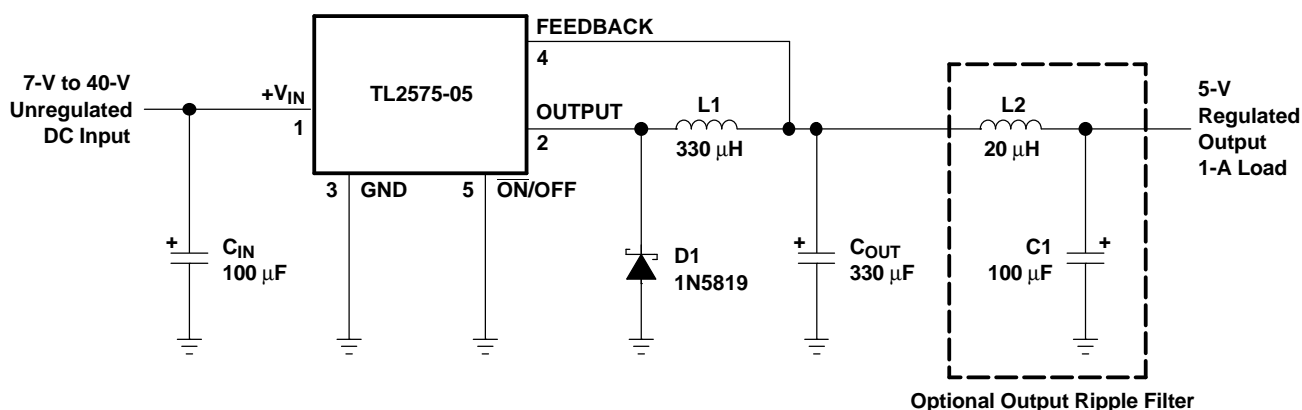 FEEDBACK
4
7-V to 40-V
Unregulated
DC Input
+VIN
1
TL2575-05
OUTPUT
2
L1
330 μH
L2
20 μH
5-V
Regulated
Output
1-A Load
3 GND
5 ON/OFF
+
CIN
100 μF
D1
1N5819
+
COUT
330 μF
C1
100 μF
+
Optional Output Ripple Filter